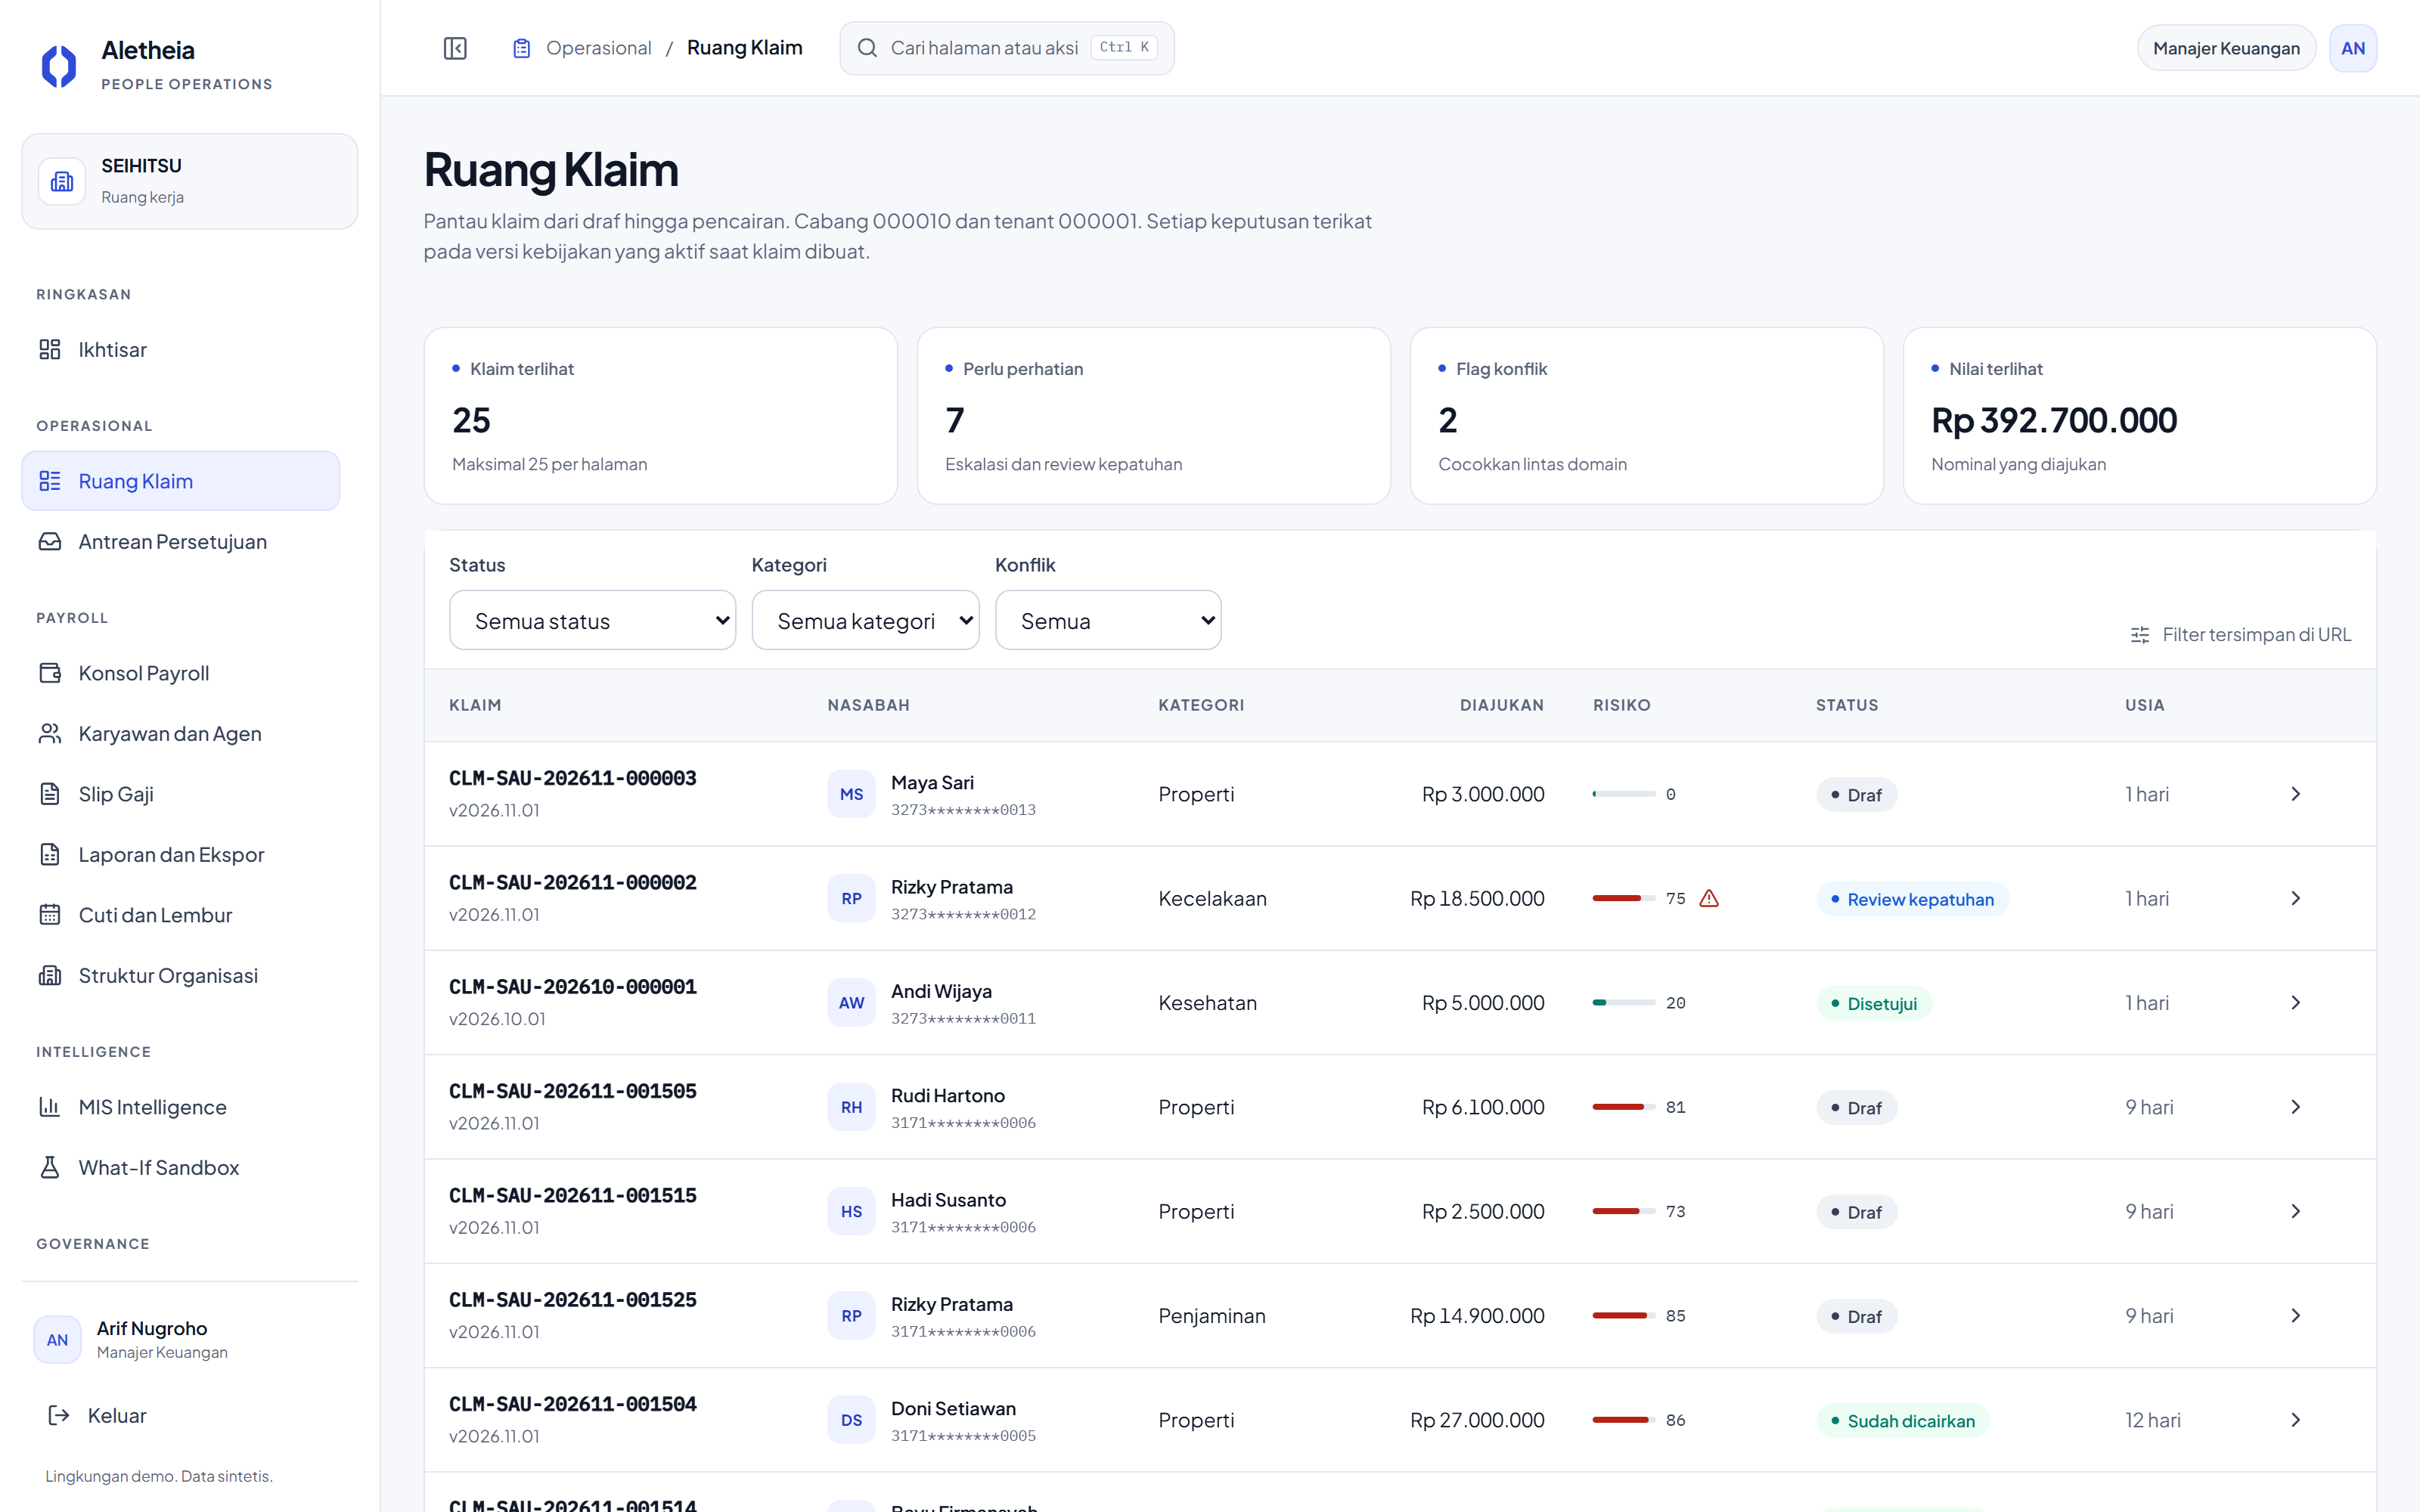 Aletheia
PEOPLE OPERATIONS
SEIHITSU
Ruang kerja
RINGKASAN
Ikhtisar
OPERASIONAL
Ruang Klaim
Antrean Persetujuan
PAYROLL
Konsol Payroll
Karyawan dan Agen
Slip Gaji
Laporan dan Ekspor
Cuti dan Lembur
Struktur Organisasi
INTELLIGENCE
MIS Intelligence
What-If Sandbox
GOVERNANCE
AN
Arif Nugroho
Manajer Keuangan
Keluar
Lingkungan demo. Data sintetis.
Operasional / Ruang Klaim
Cari halaman atau aksi Ctrl K
Manajer Keuangan AN
Ruang Klaim
Pantau klaim dari draf hingga pencairan. Cabang 000010 dan tenant 000001. Setiap keputusan terikat
pada versi kebijakan yang aktif saat klaim dibuat.
Klaim terlihat
25
Maksimal 25 per halaman
Perlu perhatian
7
Eskalasi dan review kepatuhan
Flag konflik
2
Cocokkan lintas domain
Nilai terlihat
Rp 392.700.000
Nominal yang diajukan
Status Kategori Konflik
Semua status Semua kategori Semua
Filter tersimpan di URL
KLAIM NASABAH KATEGORI DIAJUKAN RISIKO STATUS USIA
CLM-SAU-202611-000003
v2026.11.01
MS
Maya Sari
3273********0013
Properti Rp 3.000.000 0 Draf 1 hari
CLM-SAU-202611-000002
v2026.11.01
RP
Rizky Pratama
3273********0012
Kecelakaan Rp 18.500.000 75 Review kepatuhan 1 hari
CLM-SAU-202610-000001
v2026.10.01
AW
Andi Wijaya
3273********0011
Kesehatan Rp 5.000.000 20 Disetujui 1 hari
CLM-SAU-202611-001505
v2026.11.01
RH
Rudi Hartono
3171********0006
Properti Rp 6.100.000 81 Draf 9 hari
CLM-SAU-202611-001515
v2026.11.01
HS
Hadi Susanto
3171********0006
Properti Rp 2.500.000 73 Draf 9 hari
CLM-SAU-202611-001525
v2026.11.01
RP
Rizky Pratama
3171********0006
Penjaminan Rp 14.900.000 85 Draf 9 hari
CLM-SAU-202611-001504
v2026.11.01
DS
Doni Setiawan
3171********0005
Properti Rp 27.000.000 86 Sudah dicairkan 12 hari
CLM-SAU-202611-001514